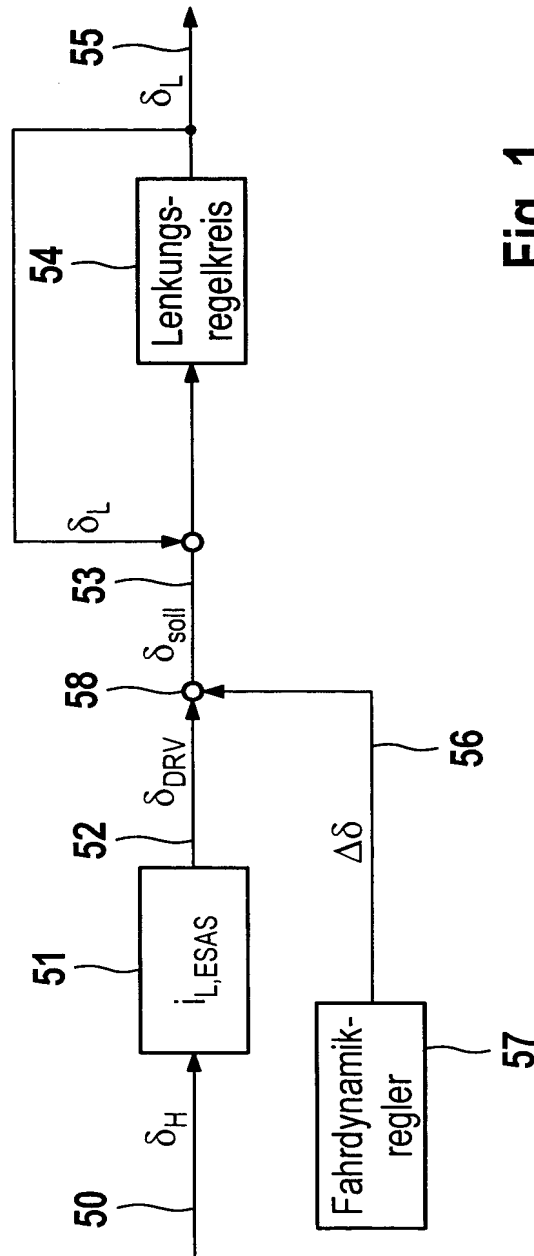 50
δH
51
iL,ESAS
52
δDRV
58
δsoll
53
δL
54
Lenkungs-
regelkreis
δL
55
56
Δδ
57
Fahrdynamik-
regler
Fig. 1